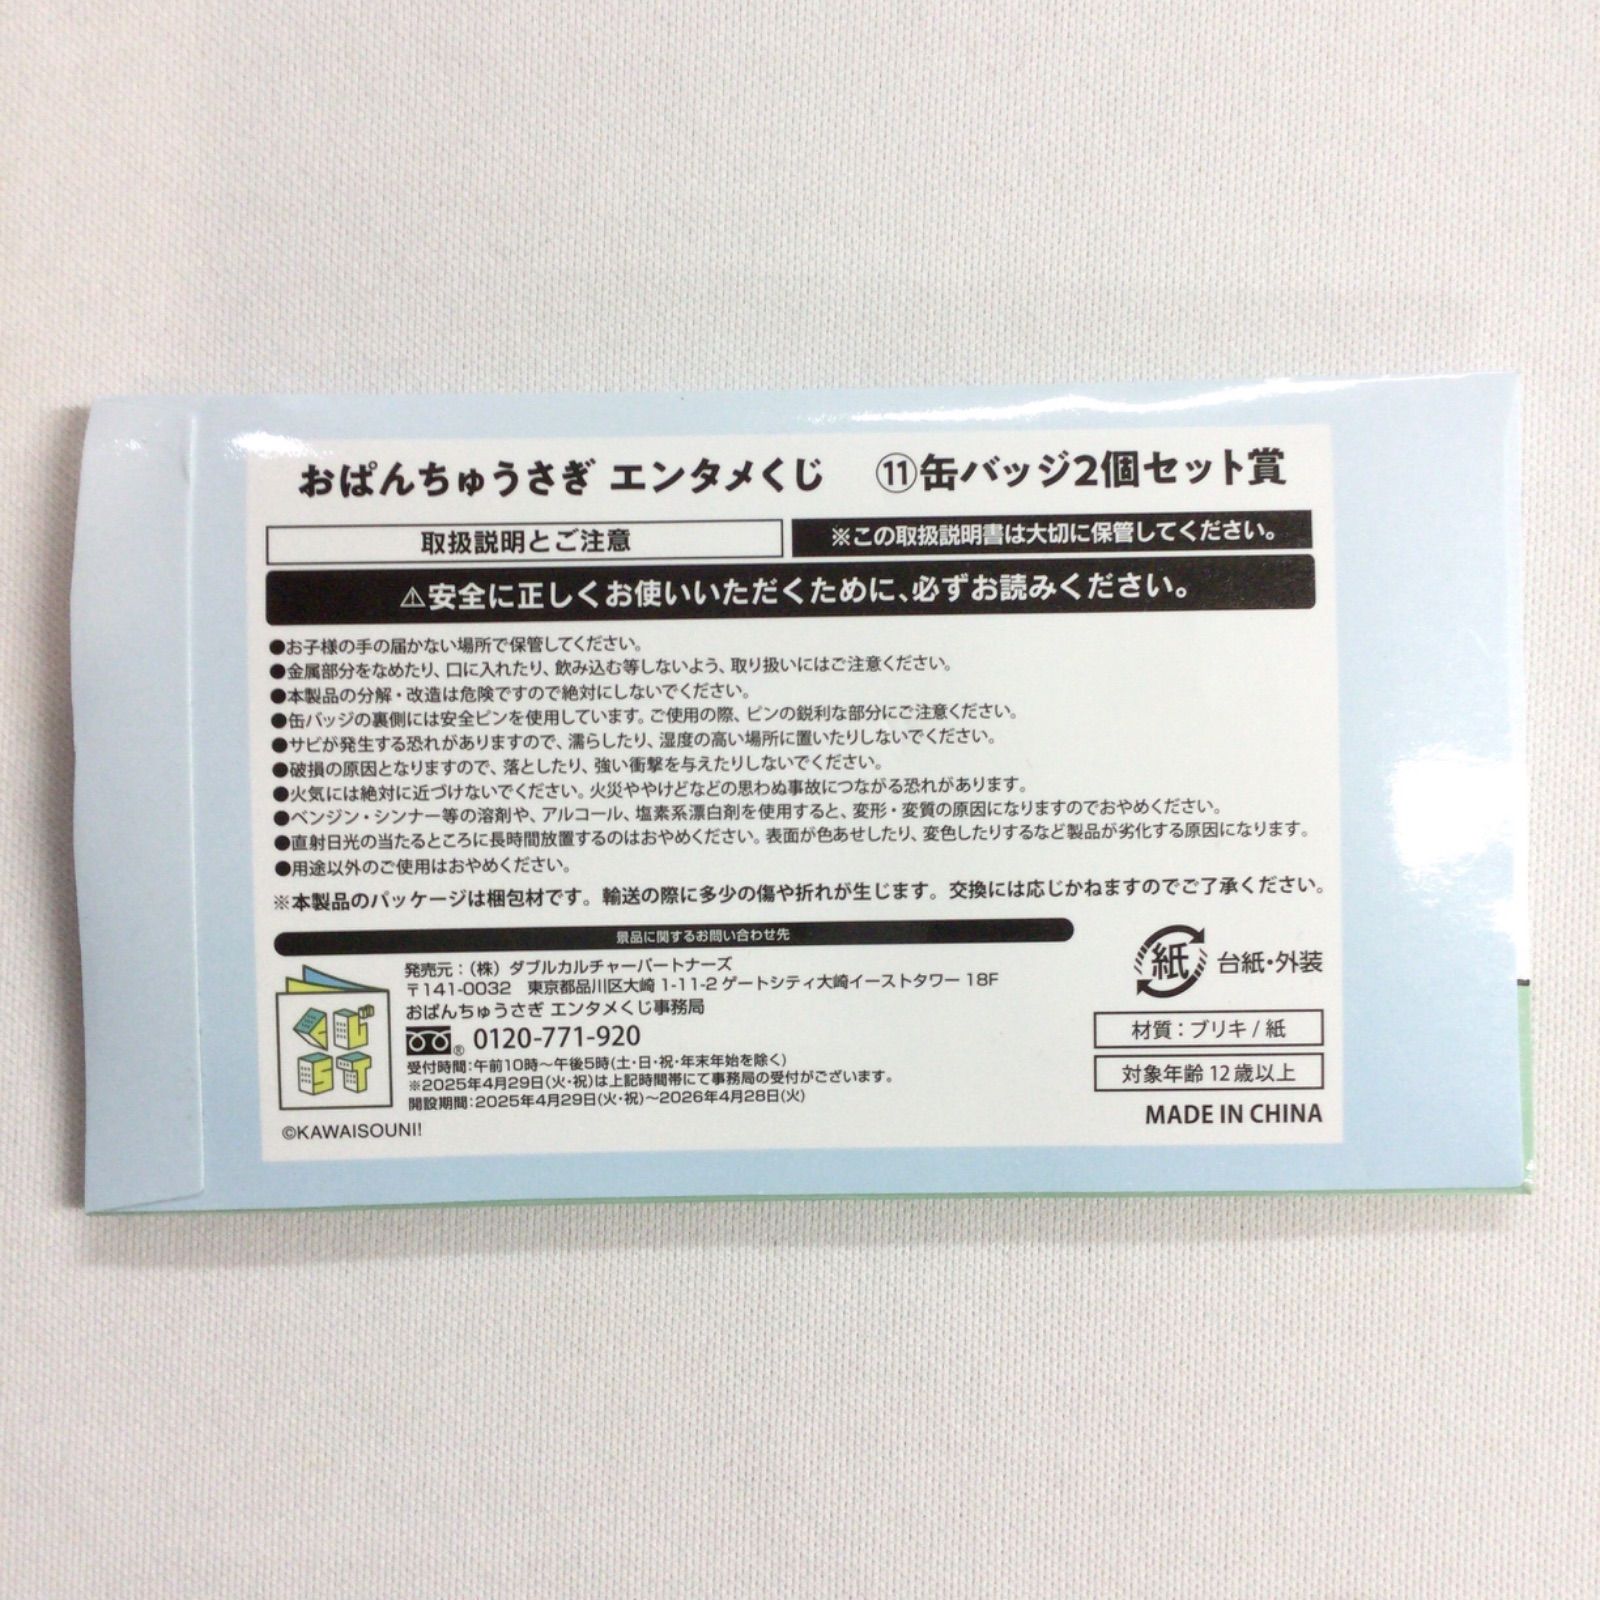 おぱんちゅうさぎ エンタメくじ ⑪缶バッジ2個セット賞
取扱説明とご注意
※この取扱説明書は大切に保管してください。
⚠安全に正しくお使いいただくために、必ずお読みください。
●お子様の手の届かない場所で保管してください。
●金属部分をなめたり、口に入れたり、飲み込む等しないよう、取り扱いにはご注意ください。
●本製品の分解・改造は危険ですので絶対にしないでください。
●缶バッジの裏側には安全ピンを使用しています。ご使用の際、ピンの鋭利な部分にご注意ください。
●サビが発生する恐れがありますので、濡らしたり、湿度の高い場所に置いたりしないでください。
●破損の原因となりますので、落としたり、強い衝撃を与えたりしないでください。
●火気には絶対に近づけないでください。火災ややけどなどの思わぬ事故につながる恐れがあります。
●ベンジン・シンナー等の溶剤や、アルコール、塩素系漂白剤を使用すると、変形・変質の原因になりますのでおやめください。
●直射日光の当たるところに長時間放置するのはおやめください。表面が色あせしたり、変色したりするなど製品が劣化する原因になります。
●用途以外のご使用はおやめください。
※本製品のパッケージは梱包材です。輸送の際に多少の傷や折れが生じます。交換には応じかねますのでご了承ください。
景品に関するお問い合わせ先
発売元：（株）ダブルカルチャーパートナーズ
〒141-0032 東京都品川区大崎 1-11-2 ゲートシティ大崎イーストタワー 18F
おぱんちゅうさぎ エンタメくじ事務局
® 0120-771-920
受付時間：午前10時～午後5時(土・日・祝・年末年始を除く)
※2025年4月29日(火・祝)は上記時間帯にて事務局の受付がございます。
開設期間：2025年4月29日(火・祝)～2026年4月28日(火)
くじ
ST
©KAWAISOUNI!
紙 台紙・外装
材質：ブリキ / 紙
対象年齢 12 歳以上
MADE IN CHINA